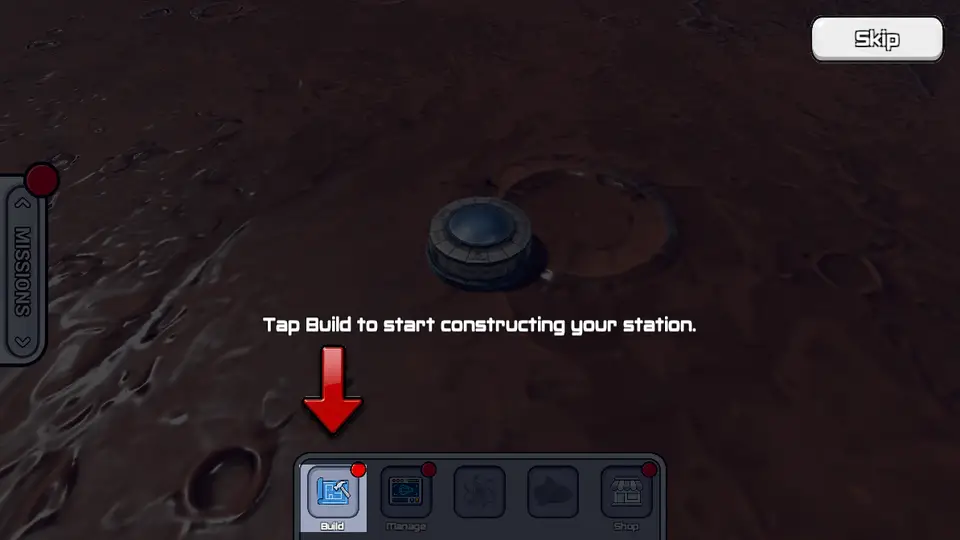 Skip
MISSIONS
Tap Build to start constructing your station.
Build
Manage
Shop